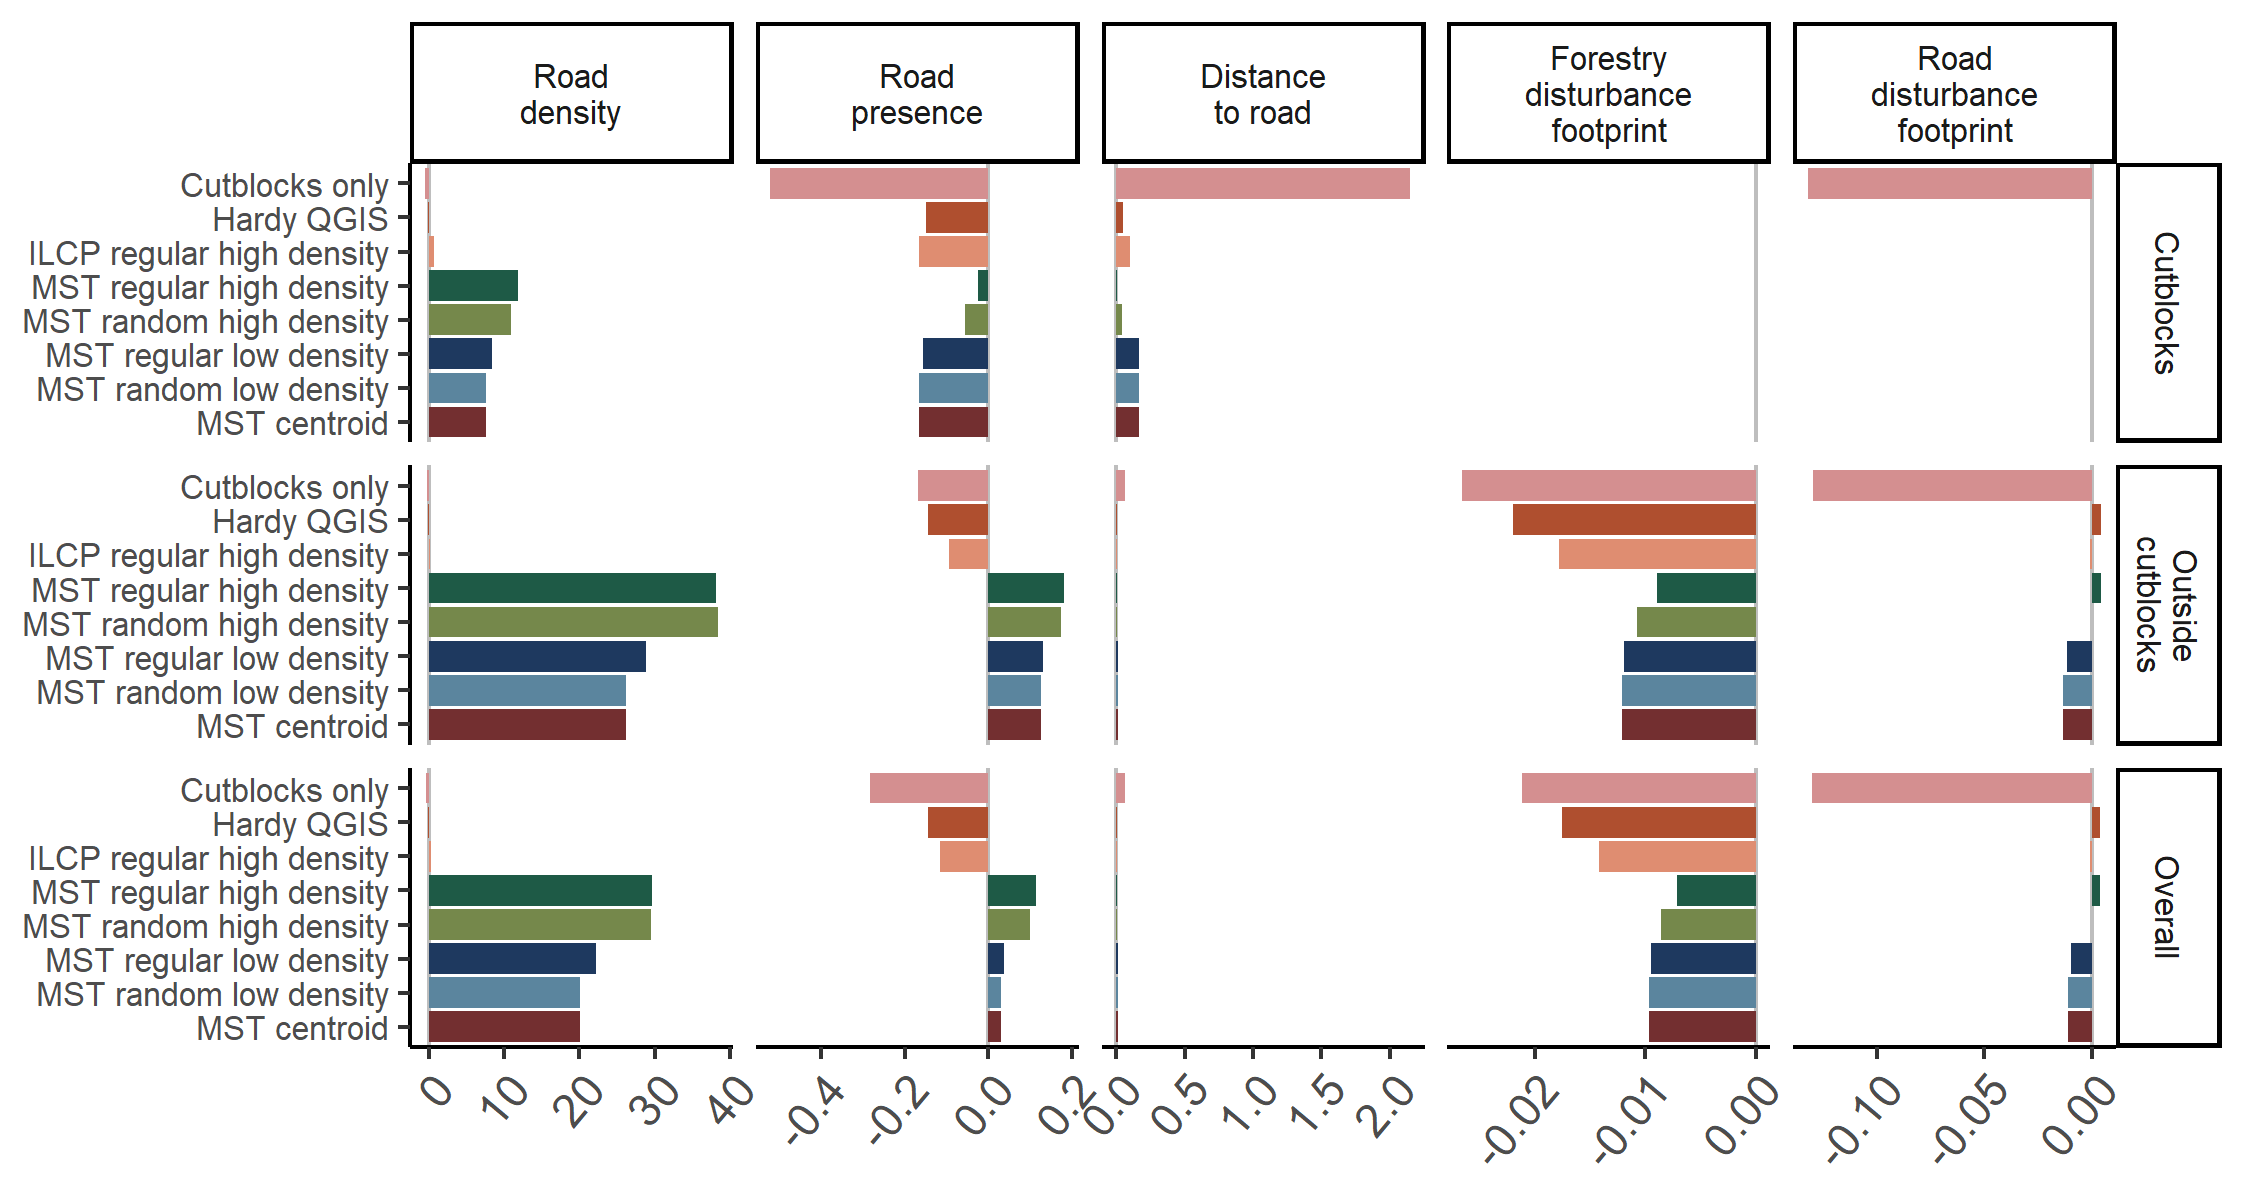 Road
density
Road
presence
Distance
to road
Forestry
disturbance
footprint
Road
disturbance
footprint
Cutblocks only
Hardy QGIS
ILCP regular high density
MST regular high density
MST random high density
MST regular low density
MST random low density
MST centroid
Cutblocks
Cutblocks only
Hardy QGIS
ILCP regular high density
MST regular high density
MST random high density
MST regular low density
MST random low density
MST centroid
Outside
cutblocks
Cutblocks only
Hardy QGIS
ILCP regular high density
MST regular high density
MST random high density
MST regular low density
MST random low density
MST centroid
Overall
0 10 20 30 40
-0.4 -0.2 0.0 0.2
0.0 0.5 1.0 1.5 2.0
-0.02 -0.01 0.00
-0.10 -0.05 0.00